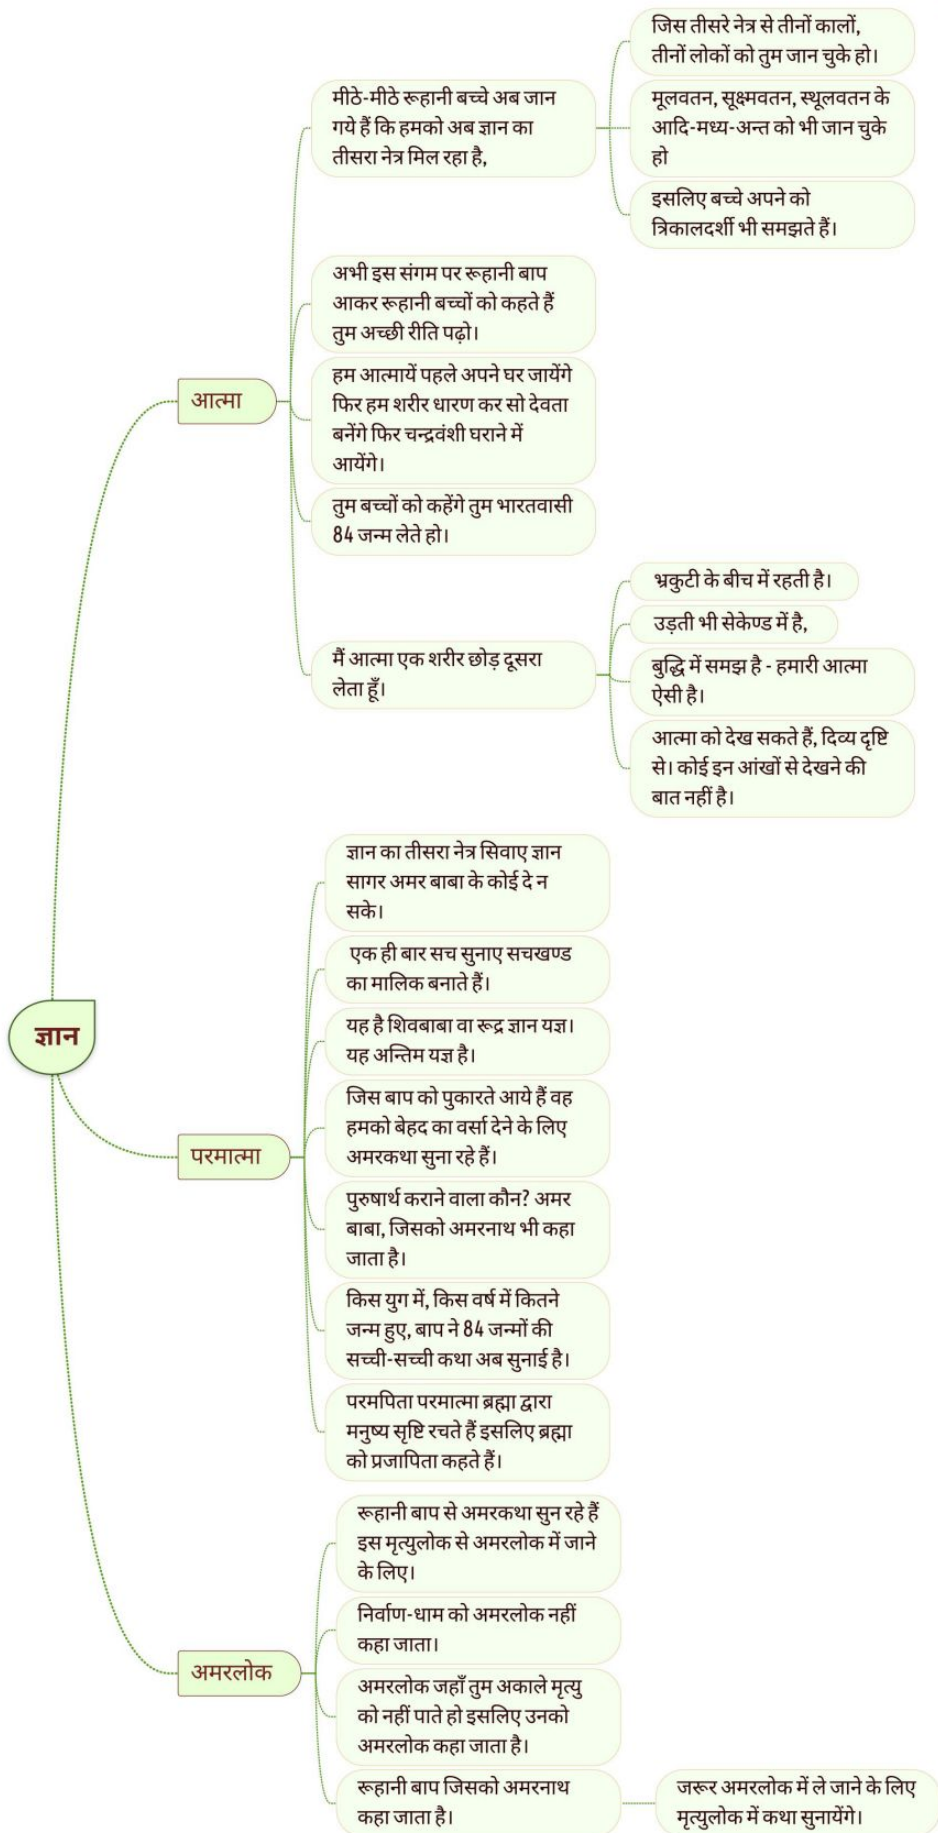 ज्ञान
आत्मा
मीठे-मीठे रूहानी बच्चे अब जान
गये हैं कि हमको अब ज्ञान का
तीसरा नेत्र मिल रहा है,
जिस तीसरे नेत्र से तीनों कालों,
तीनों लोकों को तुम जान चुके हो।
मूलवतन, सूक्ष्मवतन, स्थूलवतन के
आदि-मध्य-अन्त को भी जान चुके
हो
इसलिए बच्चे अपने को
त्रिकालदर्शी भी समझते हैं।
अभी इस संगम पर रूहानी बाप
आकर रूहानी बच्चों को कहते हैं
तुम अच्छी रीति पढ़ो।
हम आत्मायें पहले अपने घर जायेंगे
फिर हम शरीर धारण कर सो देवता
बनेंगे फिर चन्द्रवंशी घराने में
आयेंगे।
तुम बच्चों को कहेंगे तुम भारतवासी
84 जन्म लेते हो।
मैं आत्मा एक शरीर छोड़ दूसरा
लेता हूँ।
भ्रकुटी के बीच में रहती है।
उड़ती भी सेकेण्ड में है,
बुद्धि में समझ है - हमारी आत्मा
ऐसी है।
आत्मा को देख सकते हैं, दिव्य दृष्टि
से। कोई इन आंखों से देखने की
बात नहीं है।
परमात्मा
ज्ञान का तीसरा नेत्र सिवाए ज्ञान
सागर अमर बाबा के कोई दे न
सके।
एक ही बार सच सुनाए सचखण्ड
का मालिक बनाते हैं।
यह है शिवबाबा वा रूद्र ज्ञान यज्ञ।
यह अन्तिम यज्ञ है।
जिस बाप को पुकारते आये हैं वह
हमको बेहद का वर्सा देने के लिए
अमरकथा सुना रहे हैं।
पुरुषार्थ कराने वाला कौन? अमर
बाबा, जिसको अमरनाथ भी कहा
जाता है।
किस युग में, किस वर्ष में कितने
जन्म हुए, बाप ने 84 जन्मों की
सच्ची-सच्ची कथा अब सुनाई है।
परमपिता परमात्मा ब्रह्मा द्वारा
मनुष्य सृष्टि रचते हैं इसलिए ब्रह्मा
को प्रजापिता कहते हैं।
अमरलोक
रूहानी बाप से अमरकथा सुन रहे हैं
इस मृत्युलोक से अमरलोक में जाने
के लिए।
निर्वाण-धाम को अमरलोक नहीं
कहा जाता।
अमरलोक जहाँ तुम अकाले मृत्यु
को नहीं पाते हो इसलिए उनको
अमरलोक कहा जाता है।
रूहानी बाप जिसको अमरनाथ
कहा जाता है।
जरूर अमरलोक में ले जाने के लिए
मृत्युलोक में कथा सुनायेंगे।